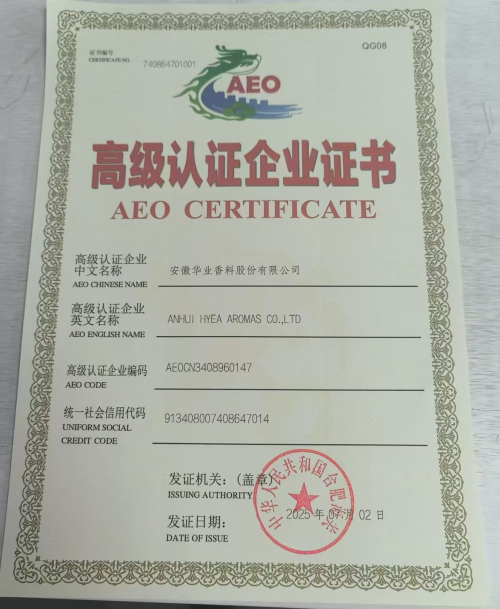 证书编号
CERTIFICATE NO. 740864701001
QG08
AEO
高级认证企业证书
AEO CERTIFICATE
高级认证企业
中文名称 安徽华业香料股份有限公司
AEO CHINESE NAME
高级认证企业
英文名称 ANHUI HYEA AROMAS CO.,LTD
AEO ENGLISH NAME
高级认证企业编码 AEOCN3408960147
AEO CODE
统一社会信用代码 913408007408647014
UNIFORM SOCIAL
CREDIT CODE
发证机关:(盖章)
ISSUING AUTHORITY
中华人民共和国合肥海关
发证日期: 2025 年 07 月 02 日
DATE OF ISSUE